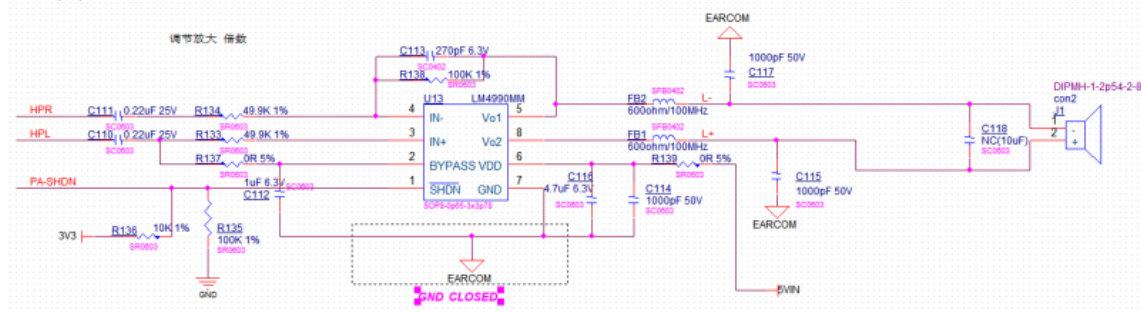 EARCOM
调节放大 倍数
C113 270pF 6.3V
SC0402
R138 100K 1%
SR0603
1000pF 50V
C117
SC0603
U13 LM4990MM
HPR C111 0.22uF 25V R134 49.9K 1%
SC0603 SR0603
4 IN- Vo1 5
FB2 SFB0402 L-
600ohm/100MHz
DIPMH-1-2p54-2-8
con2
J1
1 -
2 +
HPL C110 0.22uF 25V R133 49.9K 1%
SC0603 SR0603
3 IN+ Vo2 8
FB1 SFB0402 L+
600ohm/100MHz
C118
NC(10uF)
SC0603
R137 0R 5%
SR0603
2 BYPASS VDD 6
R139 0R 5%
SR0603
PA-SHDN
1uF 6.3V
SC0603
C112
1 SHDN GND 7
SOP8-0p65-3x3p78
C116
4.7uF 6.3V
SC0603
C114
1000pF 50V
SC0603
C115
1000pF 50V
SC0603
EARCOM
3V3 R136 10K 1%
SR0603
R135
100K 1%
SR0603
GND
EARCOM
GND CLOSED
5VIN